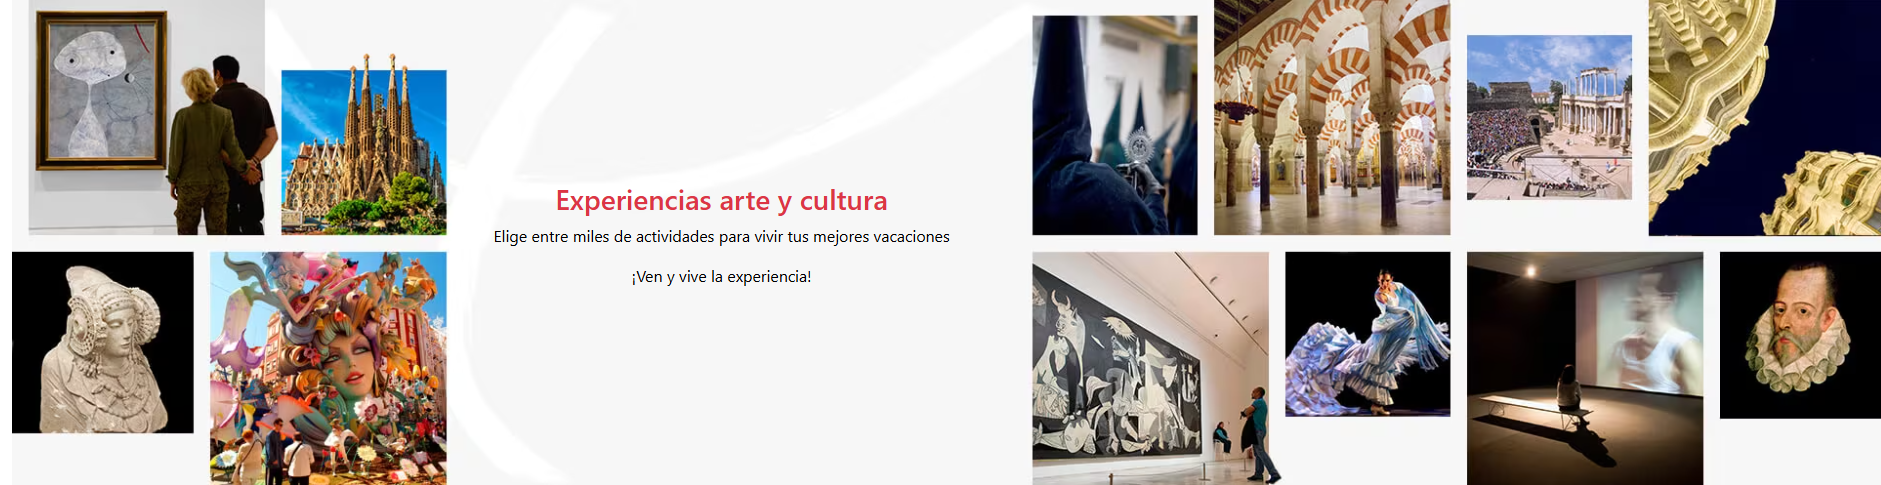 Experiencias arte y cultura
Elige entre miles de actividades para vivir tus mejores vacaciones
¡Ven y vive la experiencia!